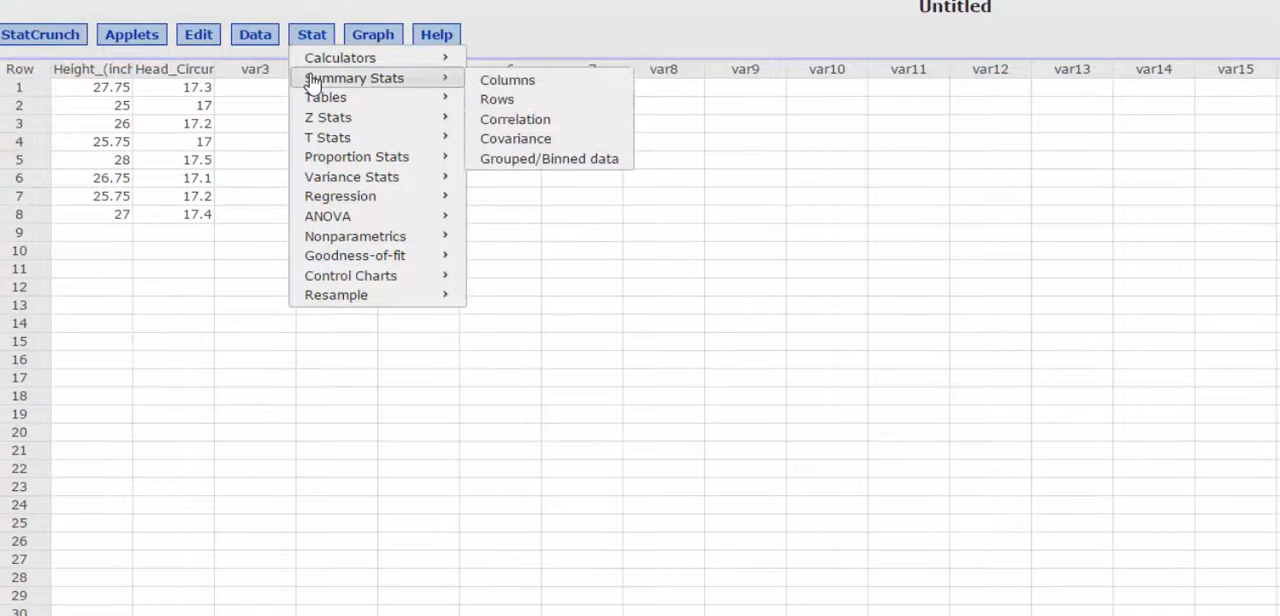 Untitled
StatCrunch Applets Edit Data Stat Graph Help
Row Height_(inch Head_Circur var3 var8 var9 var10 var11 var12 var13 var14 var15
Calculators
Summary Stats
Tables
Z Stats
T Stats
Proportion Stats
Variance Stats
Regression
ANOVA
Nonparametrics
Goodness-of-fit
Control Charts
Resample
Columns
Rows
Correlation
Covariance
Grouped/Binned data
1 27.75 17.3
2 25 17
3 26 17.2
4 25.75 17
5 28 17.5
6 26.75 17.1
7 25.75 17.2
8 27 17.4
9
10
11
12
13
14
15
16
17
18
19
20
21
22
23
24
25
26
27
28
29
30